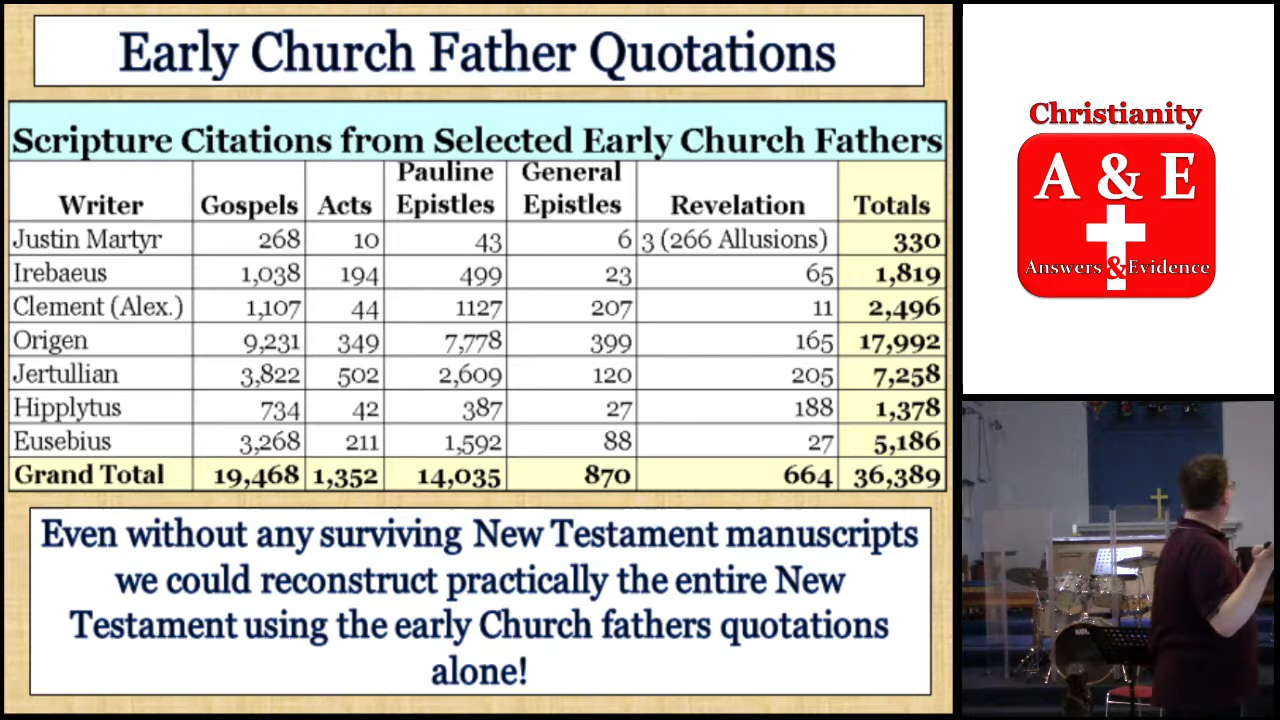 Early Church Father Quotations
Scripture Citations from Selected Early Church Fathers
Writer Gospels Acts Pauline Epistles General Epistles Revelation Totals
Justin Martyr 268 10 43 6 3 (266 Allusions) 330
Irebaeus 1,038 194 499 23 65 1,819
Clement (Alex.) 1,107 44 1127 207 11 2,496
Origen 9,231 349 7,778 399 165 17,992
Jertullian 3,822 502 2,609 120 205 7,258
Hipplytus 734 42 387 27 188 1,378
Eusebius 3,268 211 1,592 88 27 5,186
Grand Total 19,468 1,352 14,035 870 664 36,389
Even without any surviving New Testament manuscripts
we could reconstruct practically the entire New
Testament using the early Church fathers quotations
alone!
Christianity
A & E
Answers & Evidence